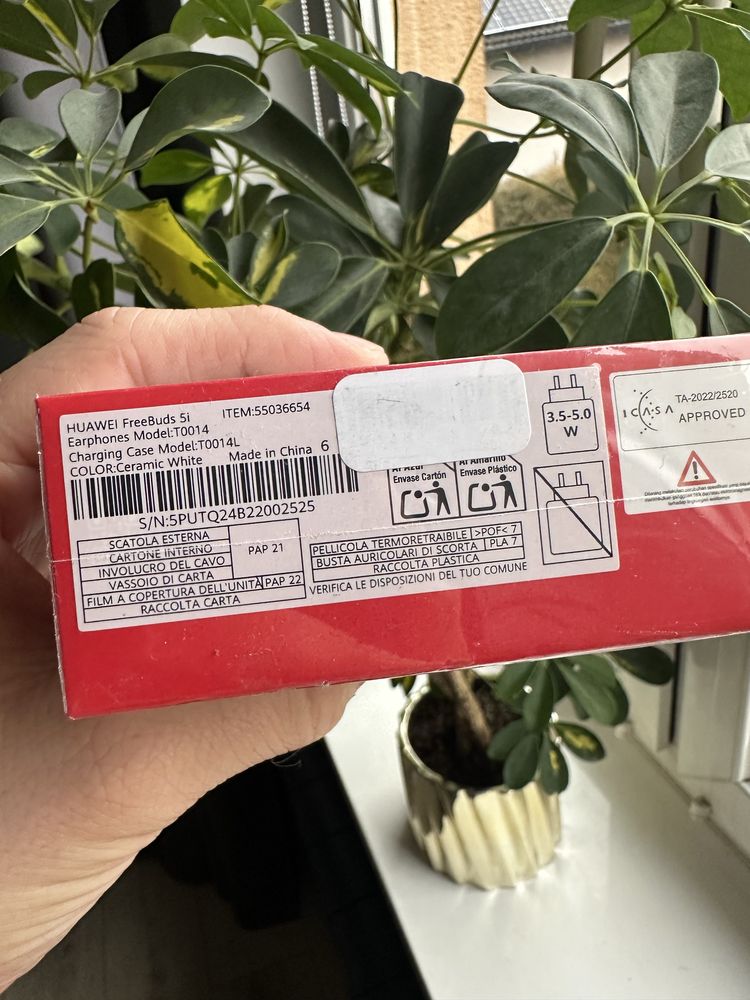 HUAWEI FreeBuds 5i
ITEM:55036654
Earphones Model:T0014
Charging Case Model:T0014L
COLOR:Ceramic White
Made in China 6
S/N:5PUTQ24B22002525
SCATOLA ESTERNA
CARTONE INTERNO
INVOLUCRO DEL CAVO
VASSOIO DI CARTA
PAP 21
FILM A COPERTURA DELL'UNITA PAP 22
RACCOLTA CARTA
Al Azul
Envase Cartón
Al Amarillo
Envase Plástico
PELLICOLA TERMORETRAIBILE >POF< 7
BUSTA AURICOLARI DI SCORTA PLA 7
RACCOLTA PLASTICA
VERIFICA LE DISPOSIZIONI DEL TUO COMUNE
3.5-5.0
W
ICASA
TA-2022/2520
APPROVED